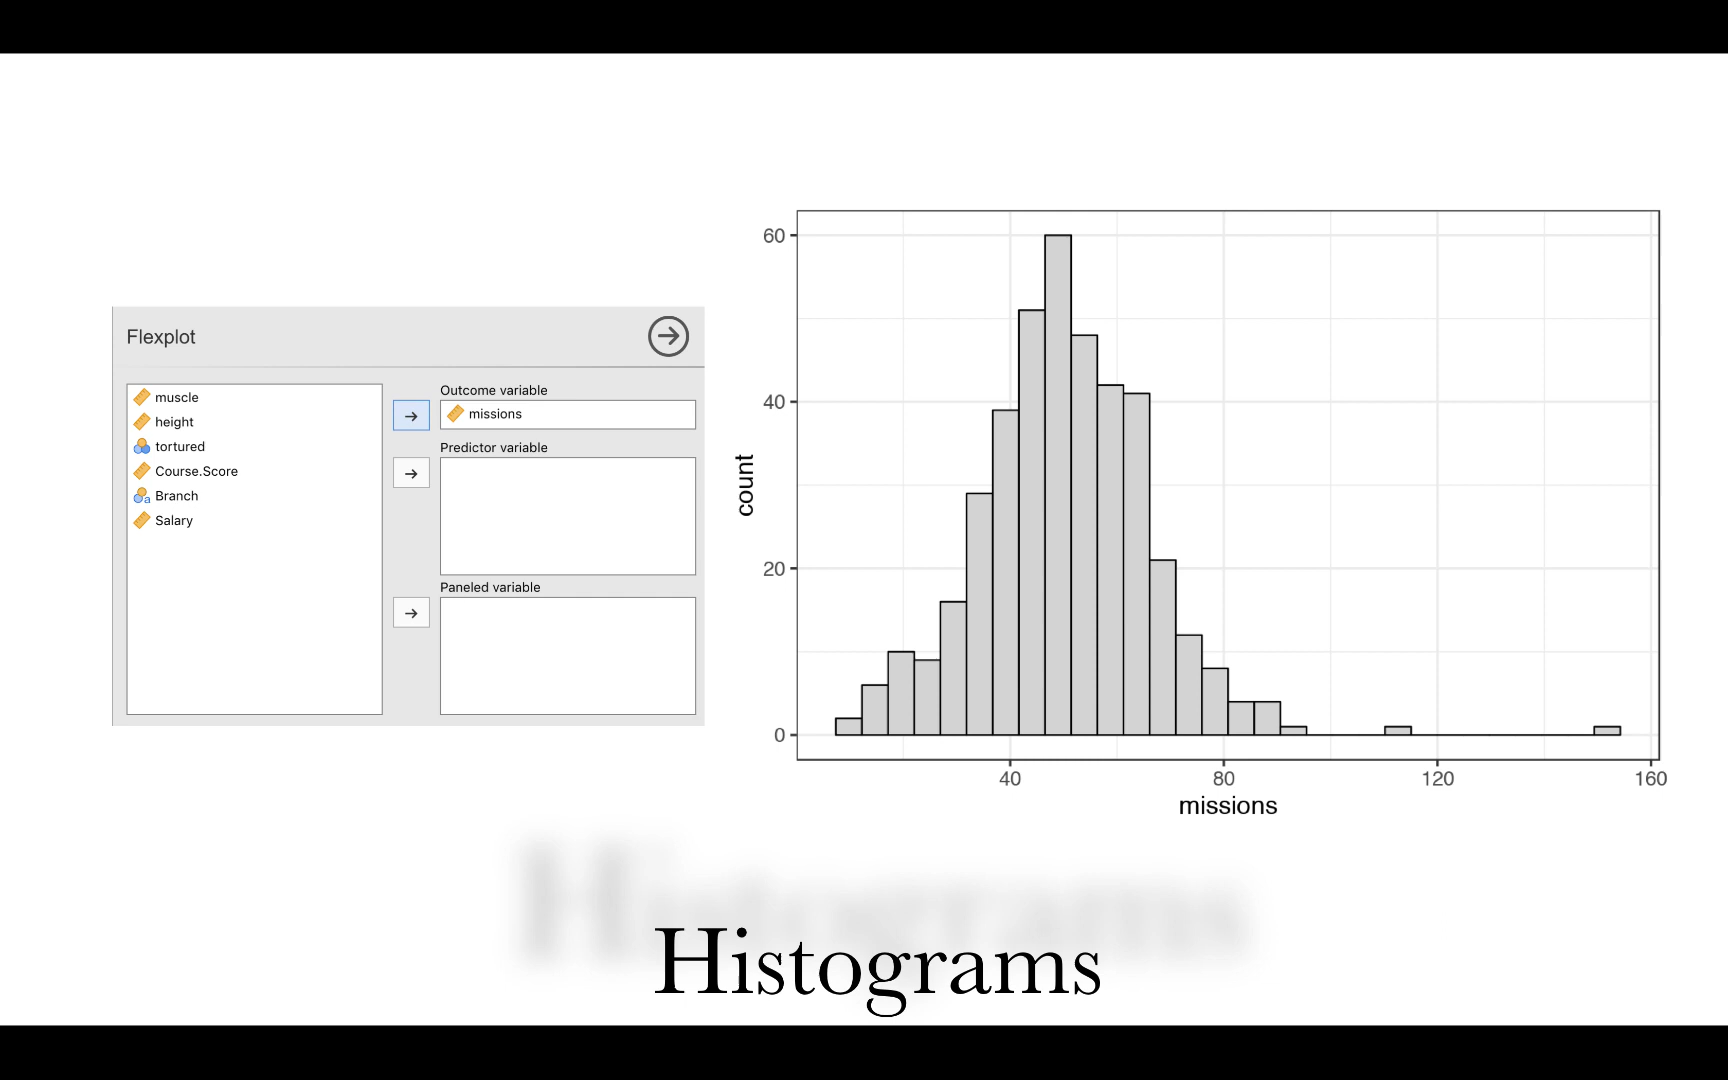 Flexplot
muscle
height
tortured
Course.Score
Branch
Salary
Outcome variable
missions
Predictor variable
Paneled variable
60
40
20
0
count
40 80 120 160
missions
Histograms